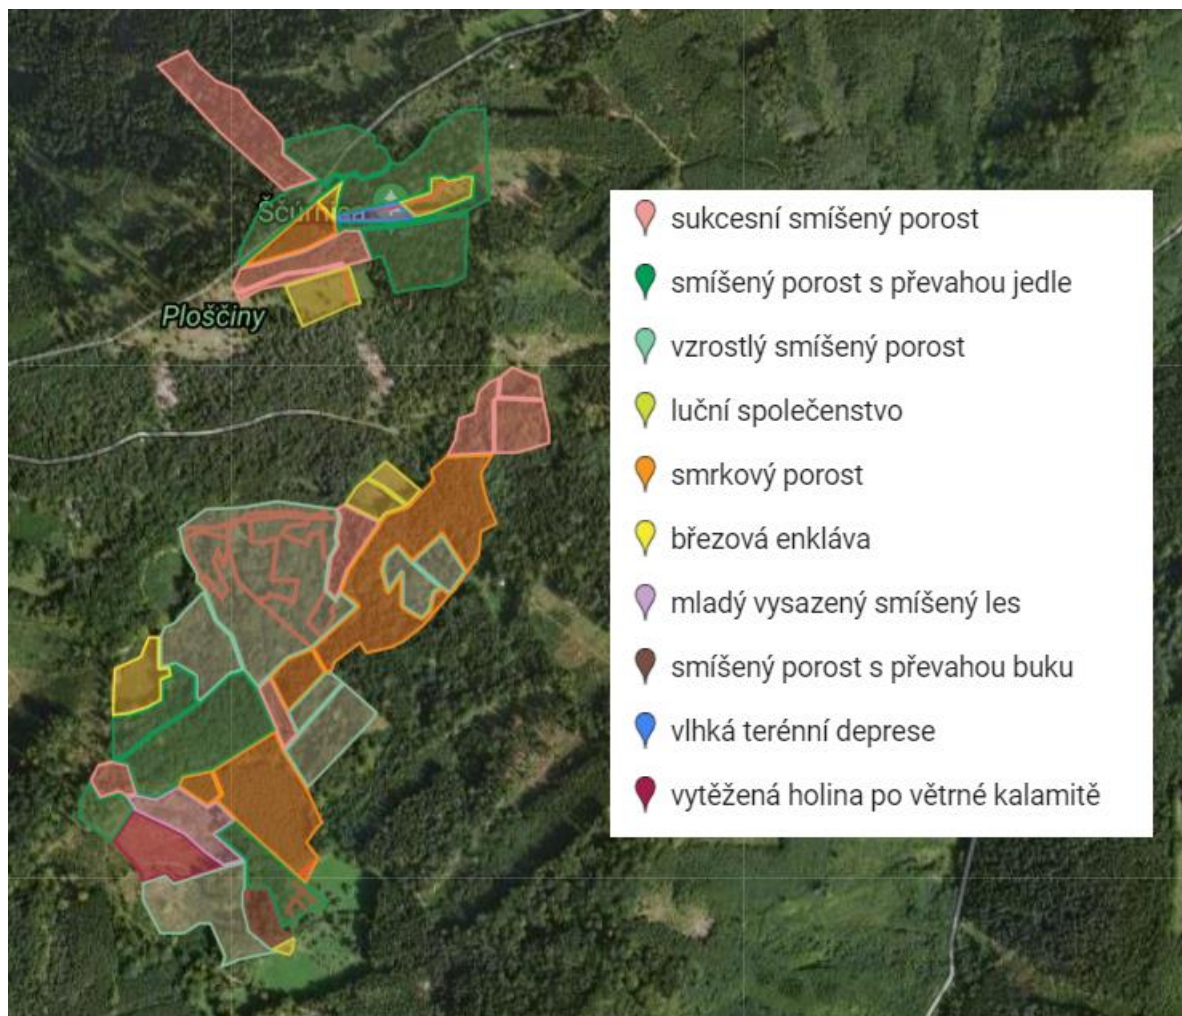 Ščúrnica
Ploščiny
sukcesní smíšený porost
smíšený porost s převahou jedle
vzrostlý smíšený porost
luční společenstvo
smrkový porost
březová enkláva
mladý vysazený smíšený les
smíšený porost s převahou buku
vlhká terénní deprese
vytěžená holina po větrné kalamitě